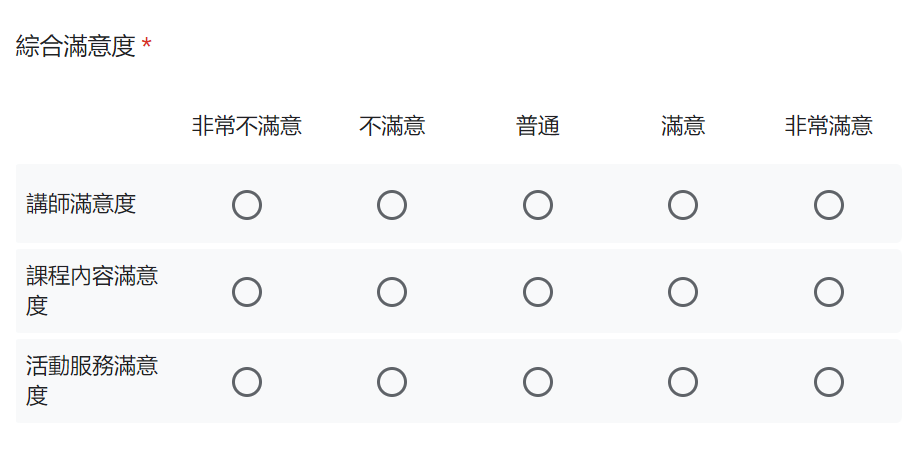 綜合滿意度 *
非常不滿意 不滿意 普通 滿意 非常滿意
講師滿意度
課程內容滿意
度
活動服務滿意
度